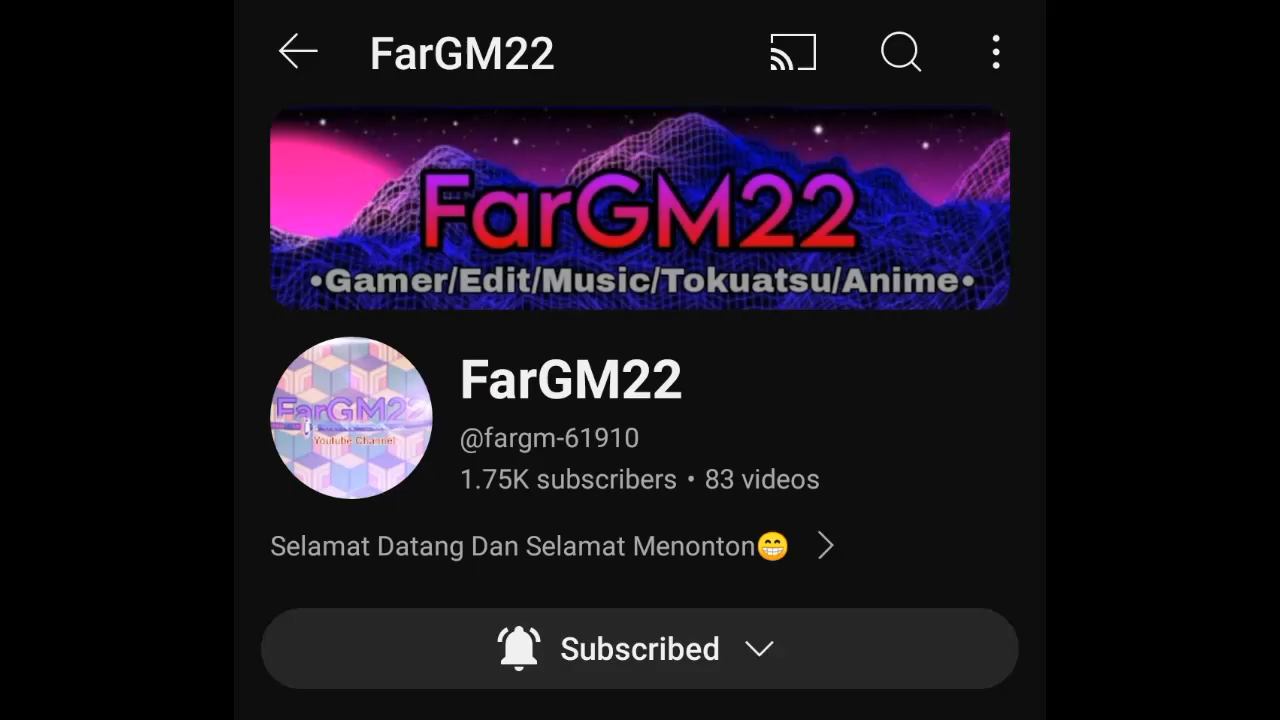 FarGM22
FarGM22
•Gamer/Edit/Music/Tokuatsu/Anime•
FarGM22
Youtube Channel
FarGM22
@fargm-61910
1.75K subscribers • 83 videos
Selamat Datang Dan Selamat Menonton😁
Subscribed